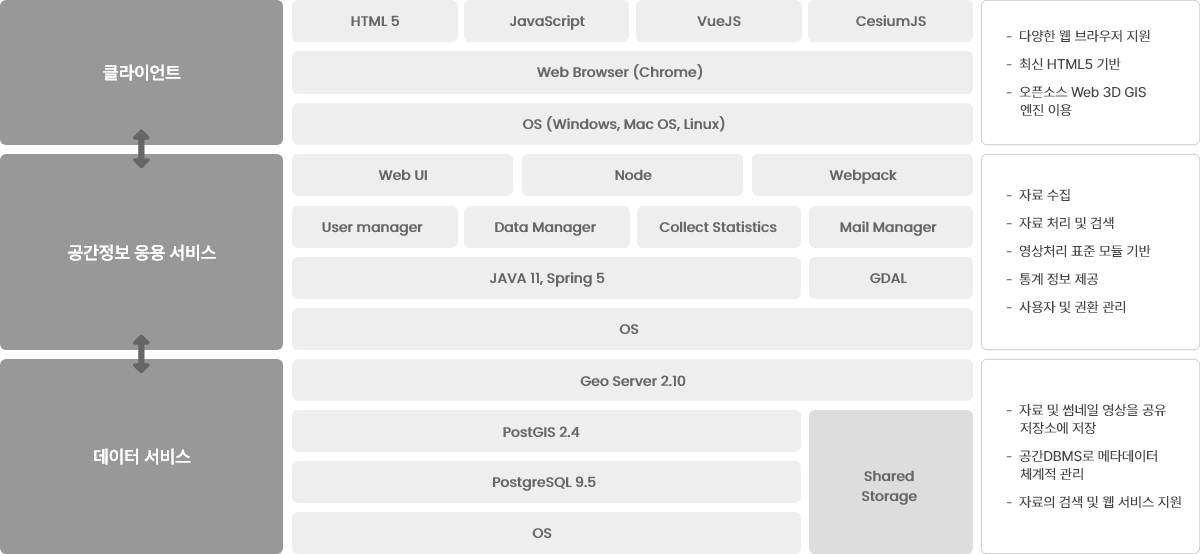 클라이언트
HTML 5
JavaScript
VueJS
CesiumJS
Web Browser (Chrome)
OS (Windows, Mac OS, Linux)
- 다양한 웹 브라우저 지원
- 최신 HTML5 기반
- 오픈소스 Web 3D GIS
엔진 이용
공간정보 응용 서비스
Web UI
Node
Webpack
User manager
Data Manager
Collect Statistics
Mail Manager
JAVA 11, Spring 5
GDAL
OS
- 자료 수집
- 자료 처리 및 검색
- 영상처리 표준 모듈 기반
- 통계 정보 제공
- 사용자 및 권환 관리
데이터 서비스
Geo Server 2.10
PostGIS 2.4
PostgreSQL 9.5
OS
Shared
Storage
- 자료 및 썸네일 영상을 공유
저장소에 저장
- 공간DBMS로 메타데이터
체계적 관리
- 자료의 검색 및 웹 서비스 지원